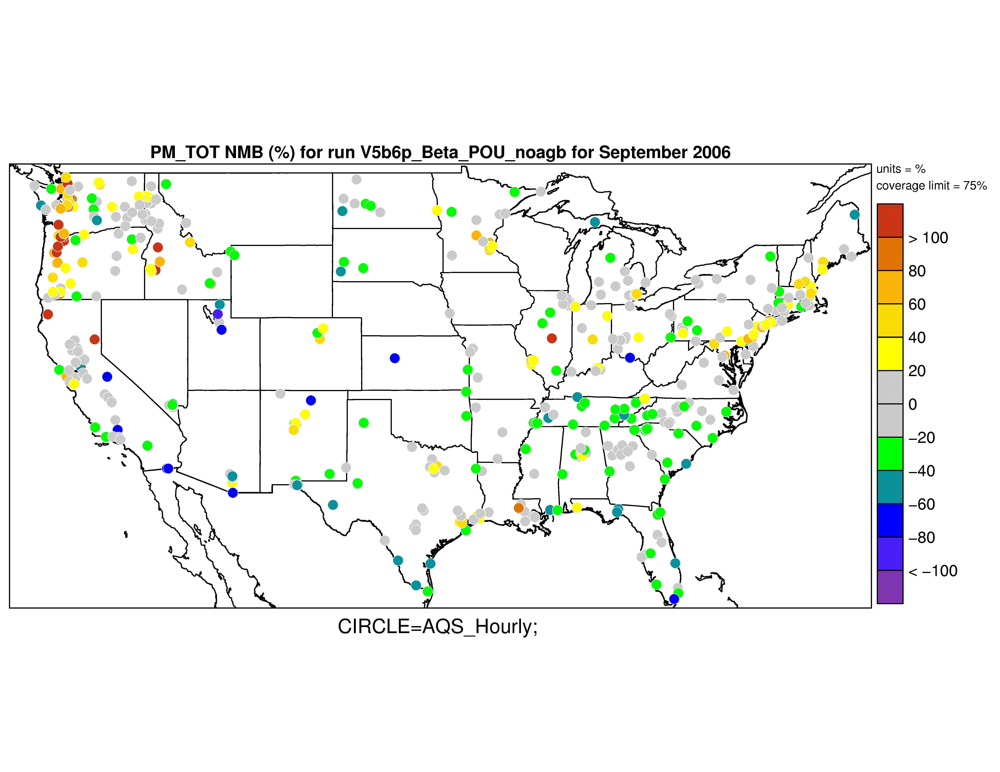 PM_TOT NMB (%) for run V5b6p_Beta_POU_noagb for September 2006
units = %
coverage limit = 75%
> 100
80
60
40
20
0
−20
−40
−60
−80
< −100
CIRCLE=AQS_Hourly;